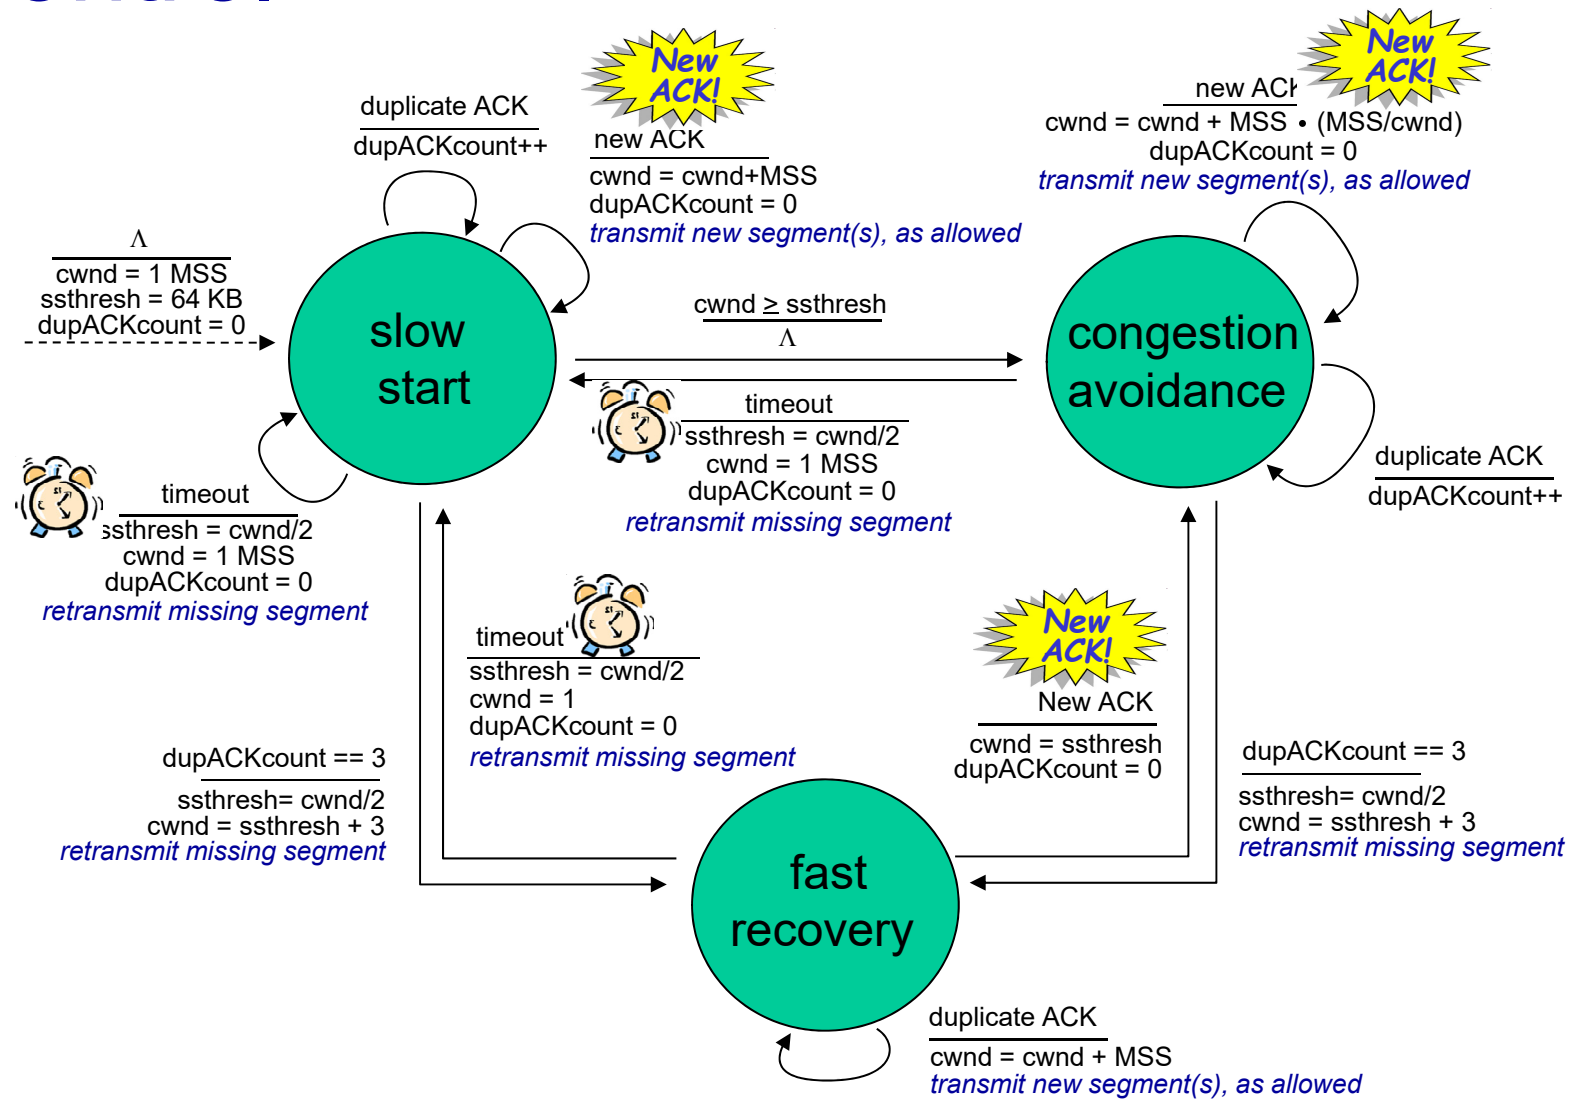 New
ACK!
duplicate ACK
dupACKcount++
new ACK
cwnd = cwnd+MSS
dupACKcount = 0
transmit new segment(s), as allowed
New
ACK!
new ACK
cwnd = cwnd + MSS • (MSS/cwnd)
dupACKcount = 0
transmit new segment(s), as allowed
Λ
cwnd = 1 MSS
ssthresh = 64 KB
dupACKcount = 0
slow
start
cwnd ≥ ssthresh
Λ
congestion
avoidance
timeout
ssthresh = cwnd/2
cwnd = 1 MSS
dupACKcount = 0
retransmit missing segment
duplicate ACK
dupACKcount++
timeout
ssthresh = cwnd/2
cwnd = 1 MSS
dupACKcount = 0
retransmit missing segment
timeout
ssthresh = cwnd/2
cwnd = 1
dupACKcount = 0
retransmit missing segment
New
ACK!
New ACK
cwnd = ssthresh
dupACKcount = 0
dupACKcount == 3
ssthresh= cwnd/2
cwnd = ssthresh + 3
retransmit missing segment
dupACKcount == 3
ssthresh= cwnd/2
cwnd = ssthresh + 3
retransmit missing segment
fast
recovery
duplicate ACK
cwnd = cwnd + MSS
transmit new segment(s), as allowed